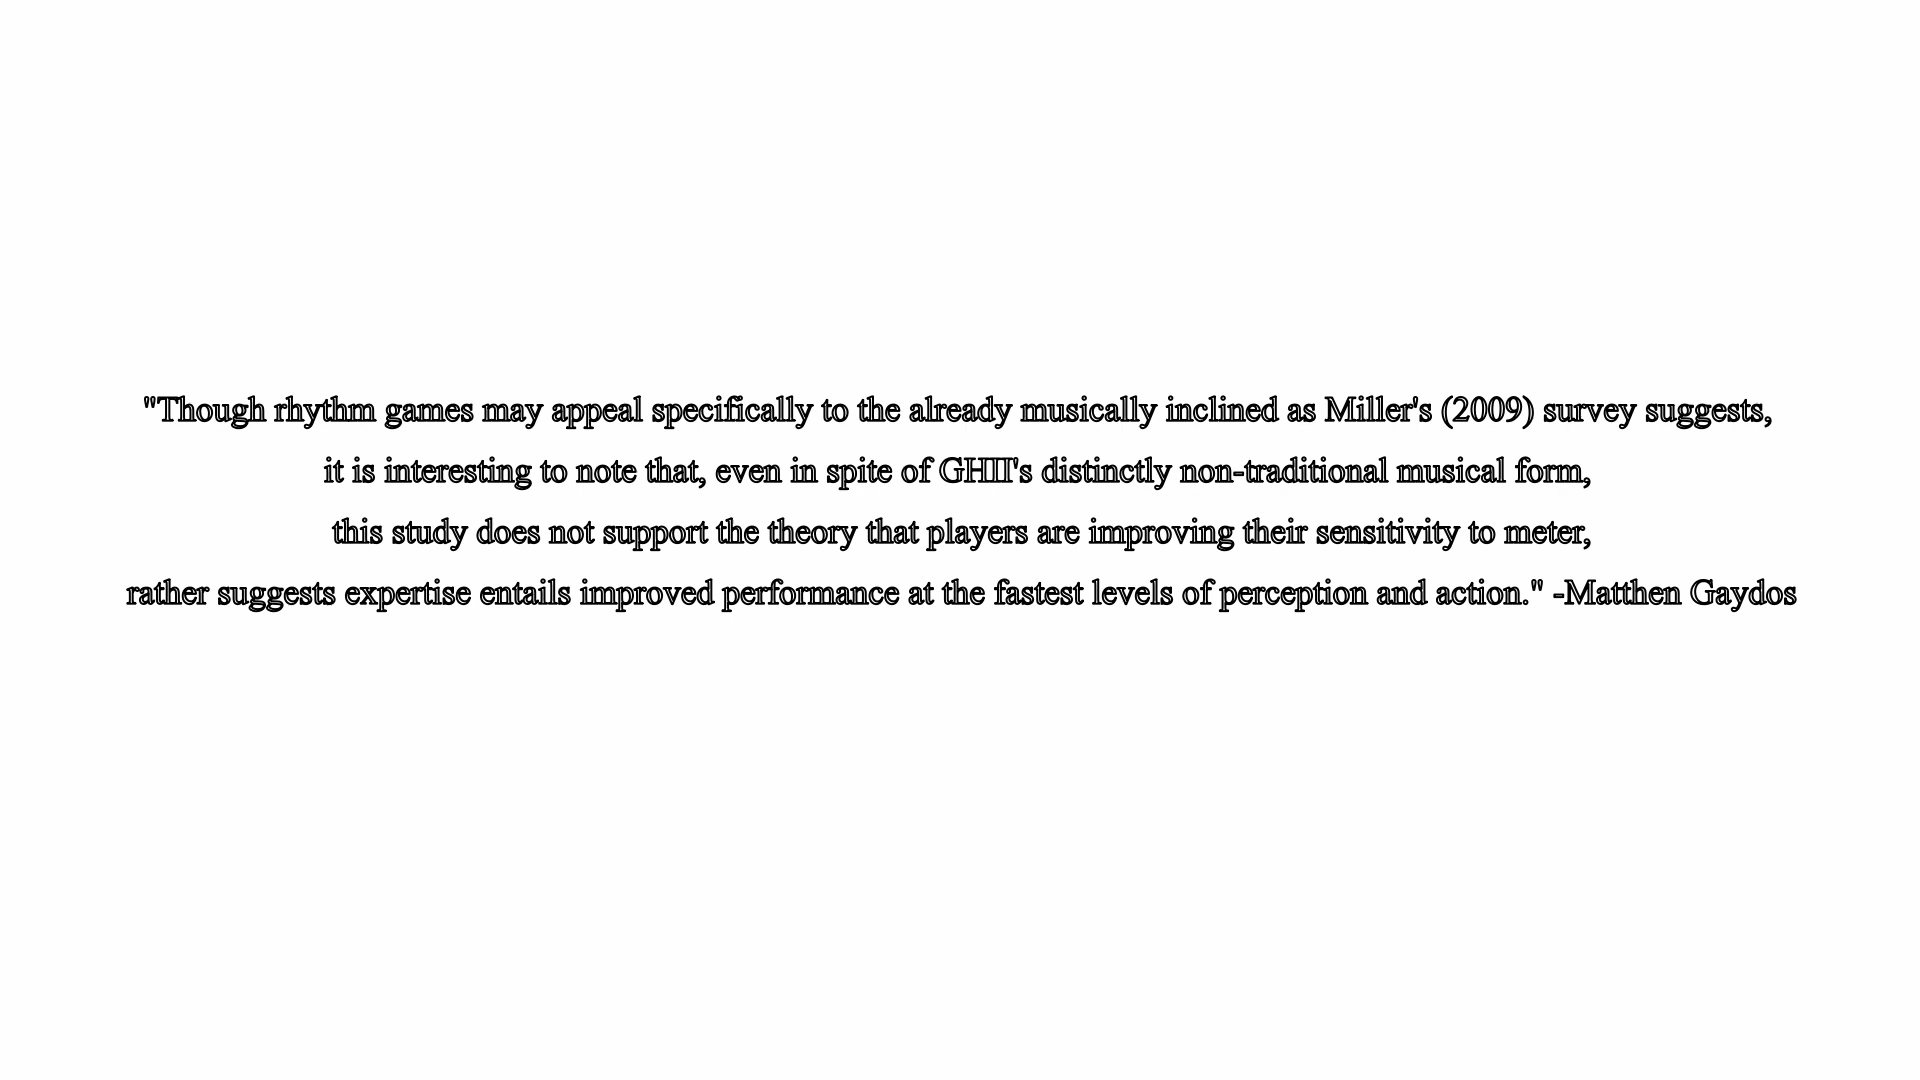 "Though rhythm games may appeal specifically to the already musically inclined as Miller's (2009) survey suggests,
it is interesting to note that, even in spite of GHIII's distinctly non-traditional musical form,
this study does not support the theory that players are improving their sensitivity to meter,
rather suggests expertise entails improved performance at the fastest levels of perception and action." -Matthen Gaydos